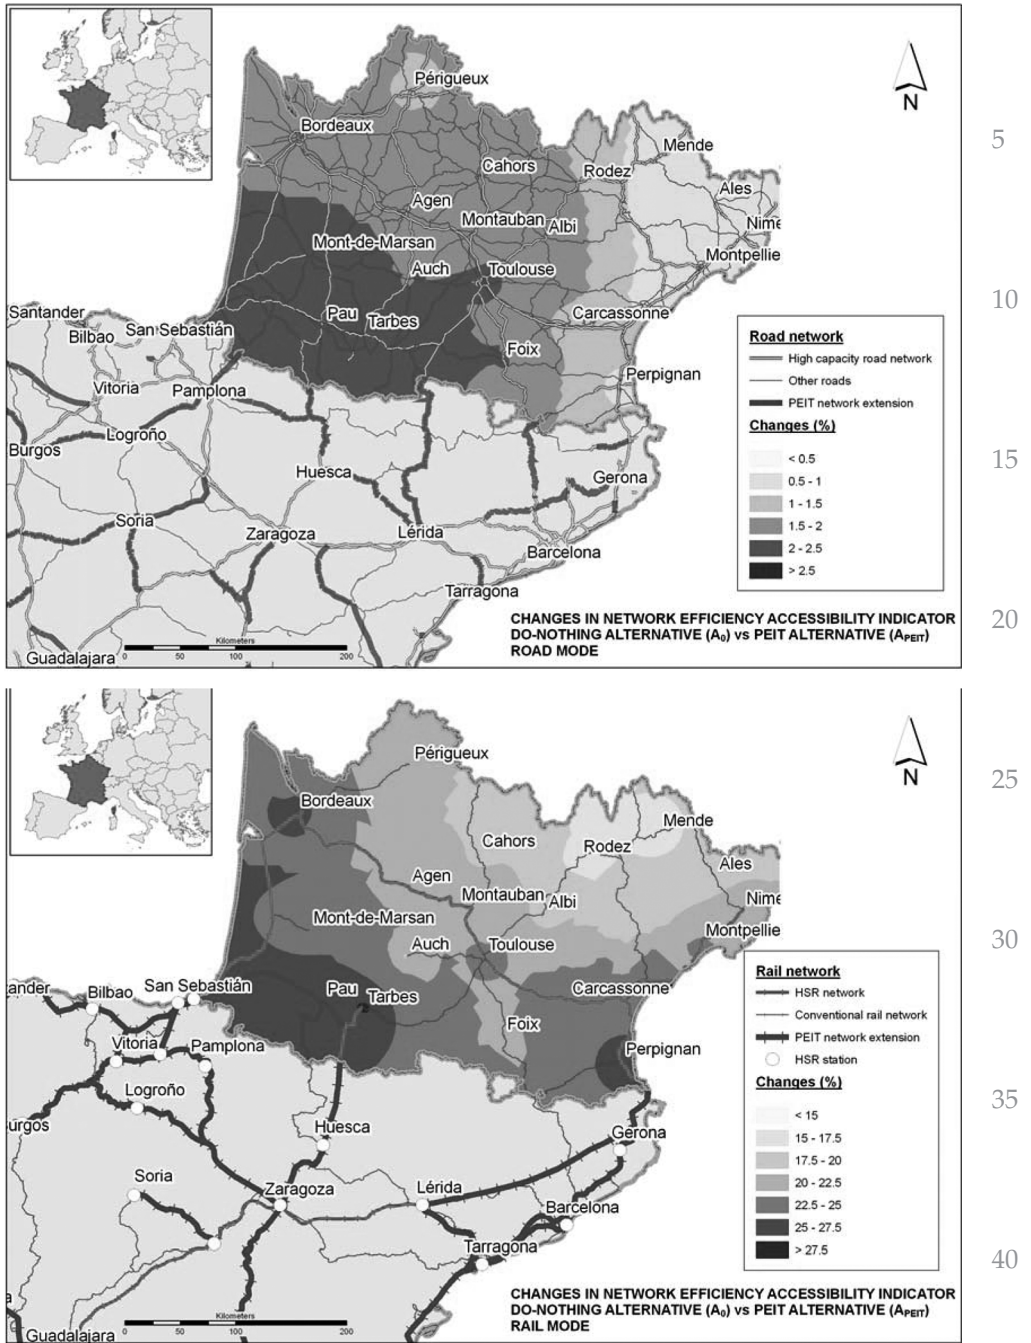 Périgueux
Bordeaux
Mende
Cahors
Rodez
Ales
Agen
Montauban
Albi
Nime
Mont-de-Marsan
Montpellie
Auch
Toulouse
Pau
Tarbes
Carcassonne
Foix
Perpignan
Santander
Bilbao
San Sebastián
Vitoria
Pamplona
Logroño
Burgos
Huesca
Gerona
Soria
Zaragoza
Lérida
Barcelona
Tarragona
Guadalajara
N
Road network
High capacity road network
Other roads
PEIT network extension
Changes (%)
< 0.5
0.5 - 1
1 - 1.5
1.5 - 2
2 - 2.5
> 2.5
Kilometers
0 50 100 200
CHANGES IN NETWORK EFFICIENCY ACCESSIBILITY INDICATOR
DO-NOTHING ALTERNATIVE (A0) vs PEIT ALTERNATIVE (APEIT)
ROAD MODE
5
10
15
20
Périgueux
Bordeaux
Mende
Cahors
Rodez
Ales
Agen
Montauban
Albi
Nime
Mont-de-Marsan
Montpellie
Auch
Toulouse
Pau
Tarbes
Carcassonne
Foix
Perpignan
tander
Bilbao
San Sebastián
Vitoria
Pamplona
Logroño
urgos
Huesca
Gerona
Soria
Zaragoza
Lérida
Barcelona
Tarragona
a
Guadalajara
N
Rail network
HSR network
Conventional rail network
PEIT network extension
HSR station
Changes (%)
< 15
15 - 17.5
17.5 - 20
20 - 22.5
22.5 - 25
25 - 27.5
> 27.5
Kilometers
0 50 100 200
CHANGES IN NETWORK EFFICIENCY ACCESSIBILITY INDICATOR
DO-NOTHING ALTERNATIVE (A0) vs PEIT ALTERNATIVE (APEIT)
RAIL MODE
25
30
35
40